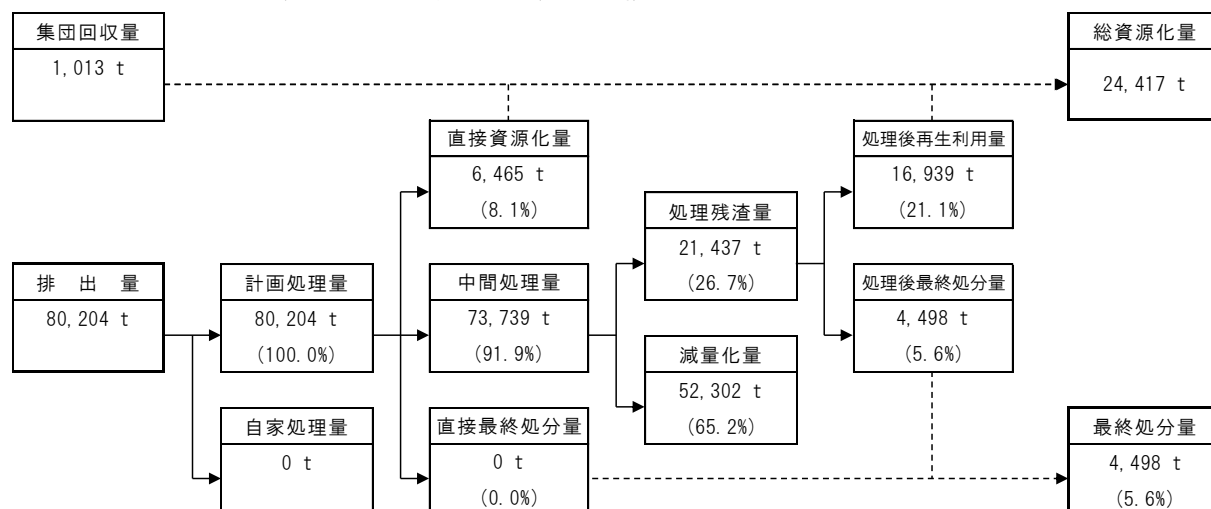 集団回収量
1,013 t
総資源化量
24,417 t
直接資源化量
6,465 t
(8.1%)
処理後再生利用量
16,939 t
(21.1%)
処理残渣量
21,437 t
(26.7%)
排 出 量
80,204 t
計画処理量
80,204 t
(100.0%)
中間処理量
73,739 t
(91.9%)
処理後最終処分量
4,498 t
(5.6%)
減量化量
52,302 t
(65.2%)
自家処理量
0 t
直接最終処分量
0 t
(0.0%)
最終処分量
4,498 t
(5.6%)